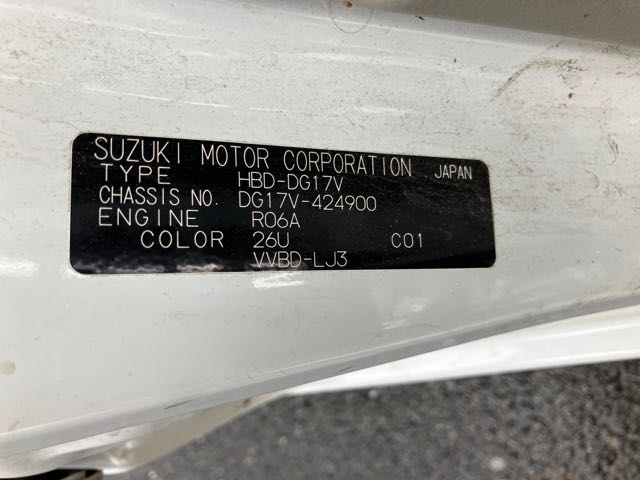 SUZUKI MOTOR CORPORATION JAPAN
TYPE HBD-DG17V
CHASSIS NO. DG17V-424900
ENGINE R06A
COLOR 26U C01
VVBD-LJ3